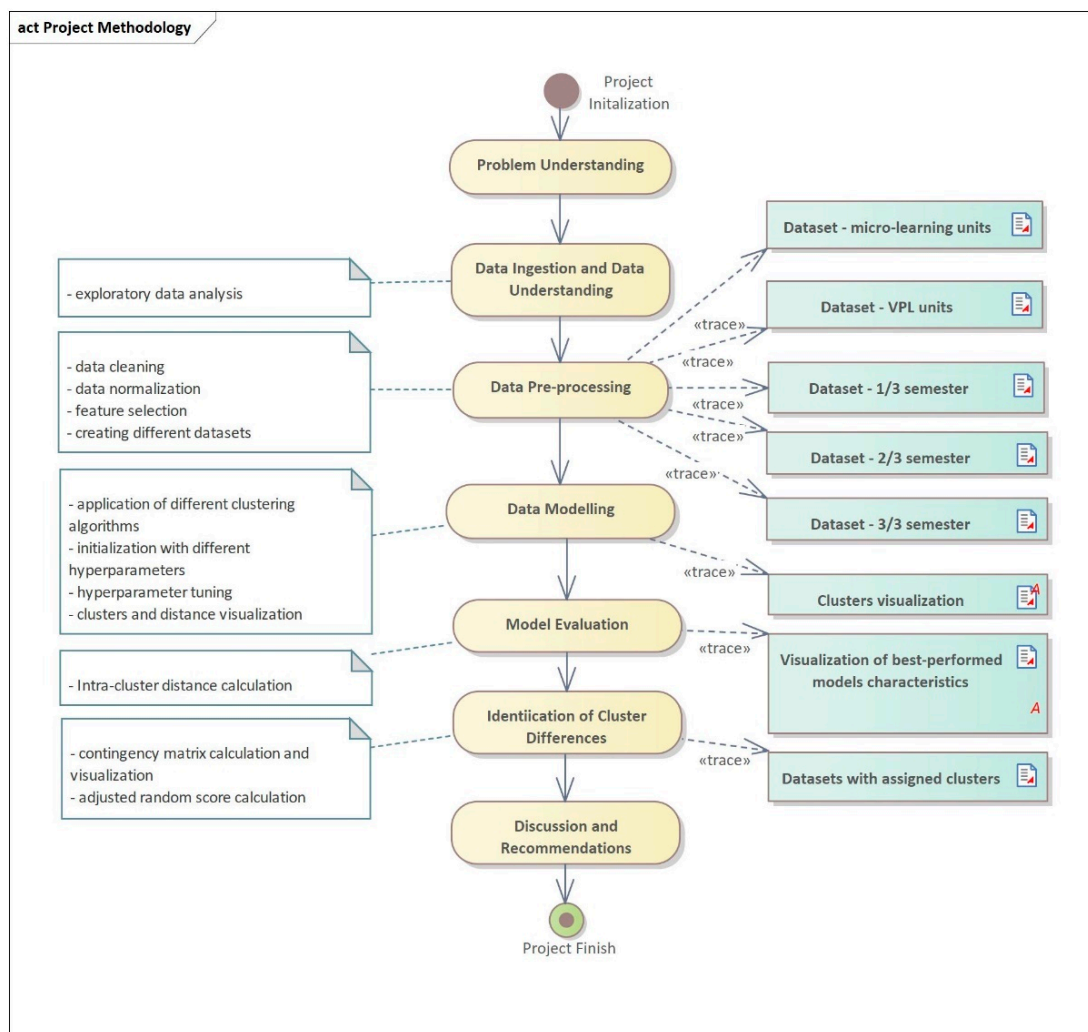 act Project Methodology
Project
Initalization
Problem Understanding
Data Ingestion and Data
Understanding
- exploratory data analysis
Data Pre-processing
- data cleaning
- data normalization
- feature selection
- creating different datasets
Dataset - micro-learning units
«trace»
Dataset - VPL units
«trace»
Dataset - 1/3 semester
«trace»
Dataset - 2/3 semester
«trace»
Dataset - 3/3 semester
Data Modelling
- application of different clustering
algorithms
- initialization with different
hyperparameters
- hyperparameter tuning
- clusters and distance visualization
«trace»
Clusters visualization
A
Model Evaluation
- Intra-cluster distance calculation
«trace»
Visualization of best-performed
models characteristics
A
Identiication of Cluster
Differences
- contingency matrix calculation and
visualization
- adjusted random score calculation
«trace»
Datasets with assigned clusters
Discussion and
Recommendations
Project Finish